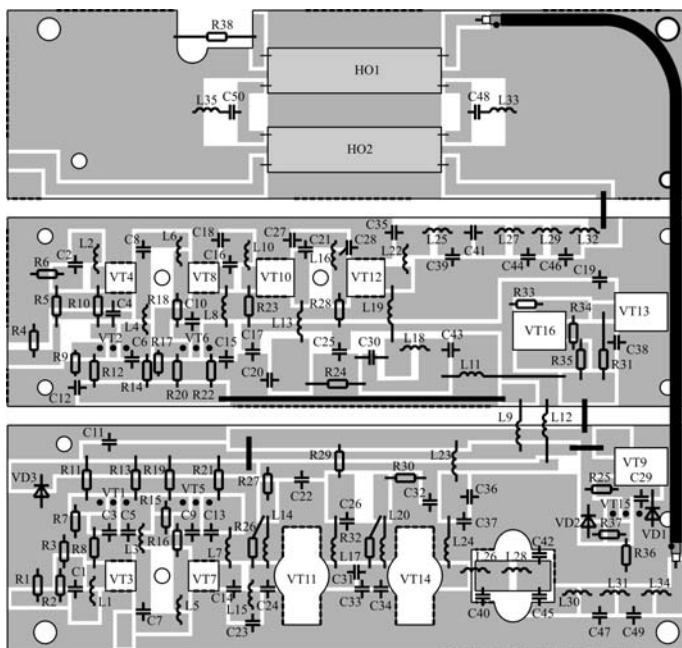 R38
HO1
L35 C50 C48 L33
HO2
C35
L2 C8 L6 C18 L10 C27 C21 C28 L22 L25 C41 L27 L29 L32
C2 C16 L16 C39 C44 C46
R6 VT4 VT8 VT10 VT12 C19
R5 R10 C4 R18 C10 L8 R23 R28 L19 R33 R34 VT13
L4 L13 VT16
R4 VT2 C6 R17 VT6 C15 C17 C25 C30 L18 C43 C38
R9 R12 R14 R20 R22 C20 R24 L11 R35 R31
C12
L9 L12
C11 R29 L23
R11 R13 R19 R21 R27 C22 R30 VT9
VD3 R25 C29
VT1 R15 VT5 C36
R7 C3 C5 C9 C13 R26 L14 C26 L20 C32 C37 VD2 VT15 VD1
R3 R8 L3 R16 L7 R32 L24 R37
L17 C42 R36
R1 R2 C1 VT3 VT7 C14 VT11 C31 VT14 L26 L28
L1 C7 L5 L15 C24 C33 C34 C40 C45 L30 L31 L34
C23 C47 C49